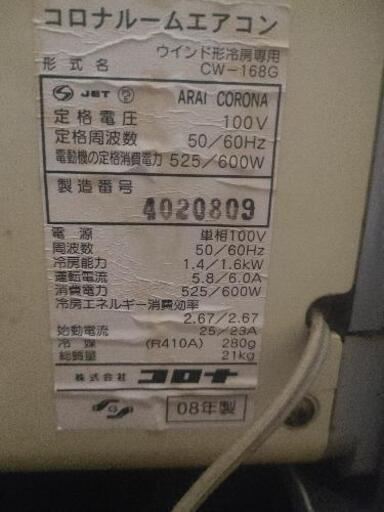 コロナルームエアコン
ウインド形冷房専用
形式名 CW-168G
JET ARAI CORONA
定格電圧 100V
定格周波数 50/60Hz
電動機の定格消費電力 525/600W
製造番号 4020809
電源 単相100V
周波数 50/60Hz
冷房能力 1.4/1.6kW
運転電流 5.8/6.0A
消費電力 525/600W
冷房エネルギー消費効率
2.67/2.67
始動電流 25/23A
冷媒 (R410A) 280g
総質量 21kg
株式会社 コロナ
08年製